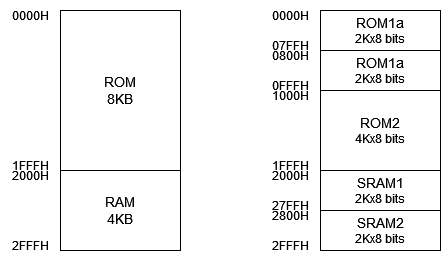 0000H
ROM
8KB
1FFFH
2000H
RAM
4KB
2FFFH
0000H
ROM1a
2Kx8 bits
07FFH
0800H
ROM1a
2Kx8 bits
0FFFH
1000H
ROM2
4Kx8 bits
1FFFH
2000H
SRAM1
2Kx8 bits
27FFH
2800H
SRAM2
2Kx8 bits
2FFFH